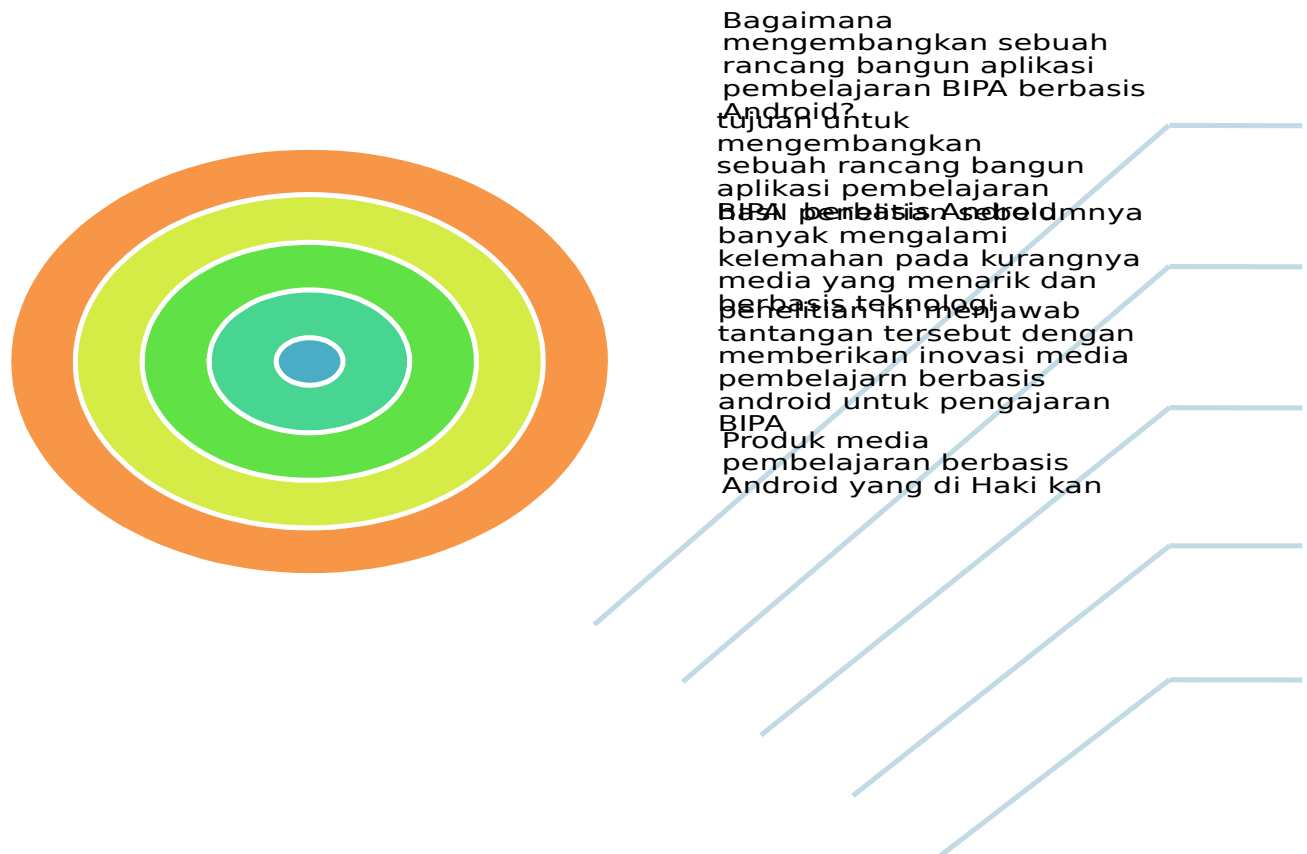 Bagaimana
mengembangkan sebuah
rancang bangun aplikasi
pembelajaran BIPA berbasis
Android?
tujuan untuk
mengembangkan
sebuah rancang bangun
aplikasi pembelajaran
BIPA berbasis Android
hasil penelitian sebelumnya
banyak mengalami
kelemahan pada kurangnya
media yang menarik dan
berbasis teknologi
penelitian ini menjawab
tantangan tersebut dengan
memberikan inovasi media
pembelajarn berbasis
android untuk pengajaran
BIPA
Produk media
pembelajaran berbasis
Android yang di Haki kan